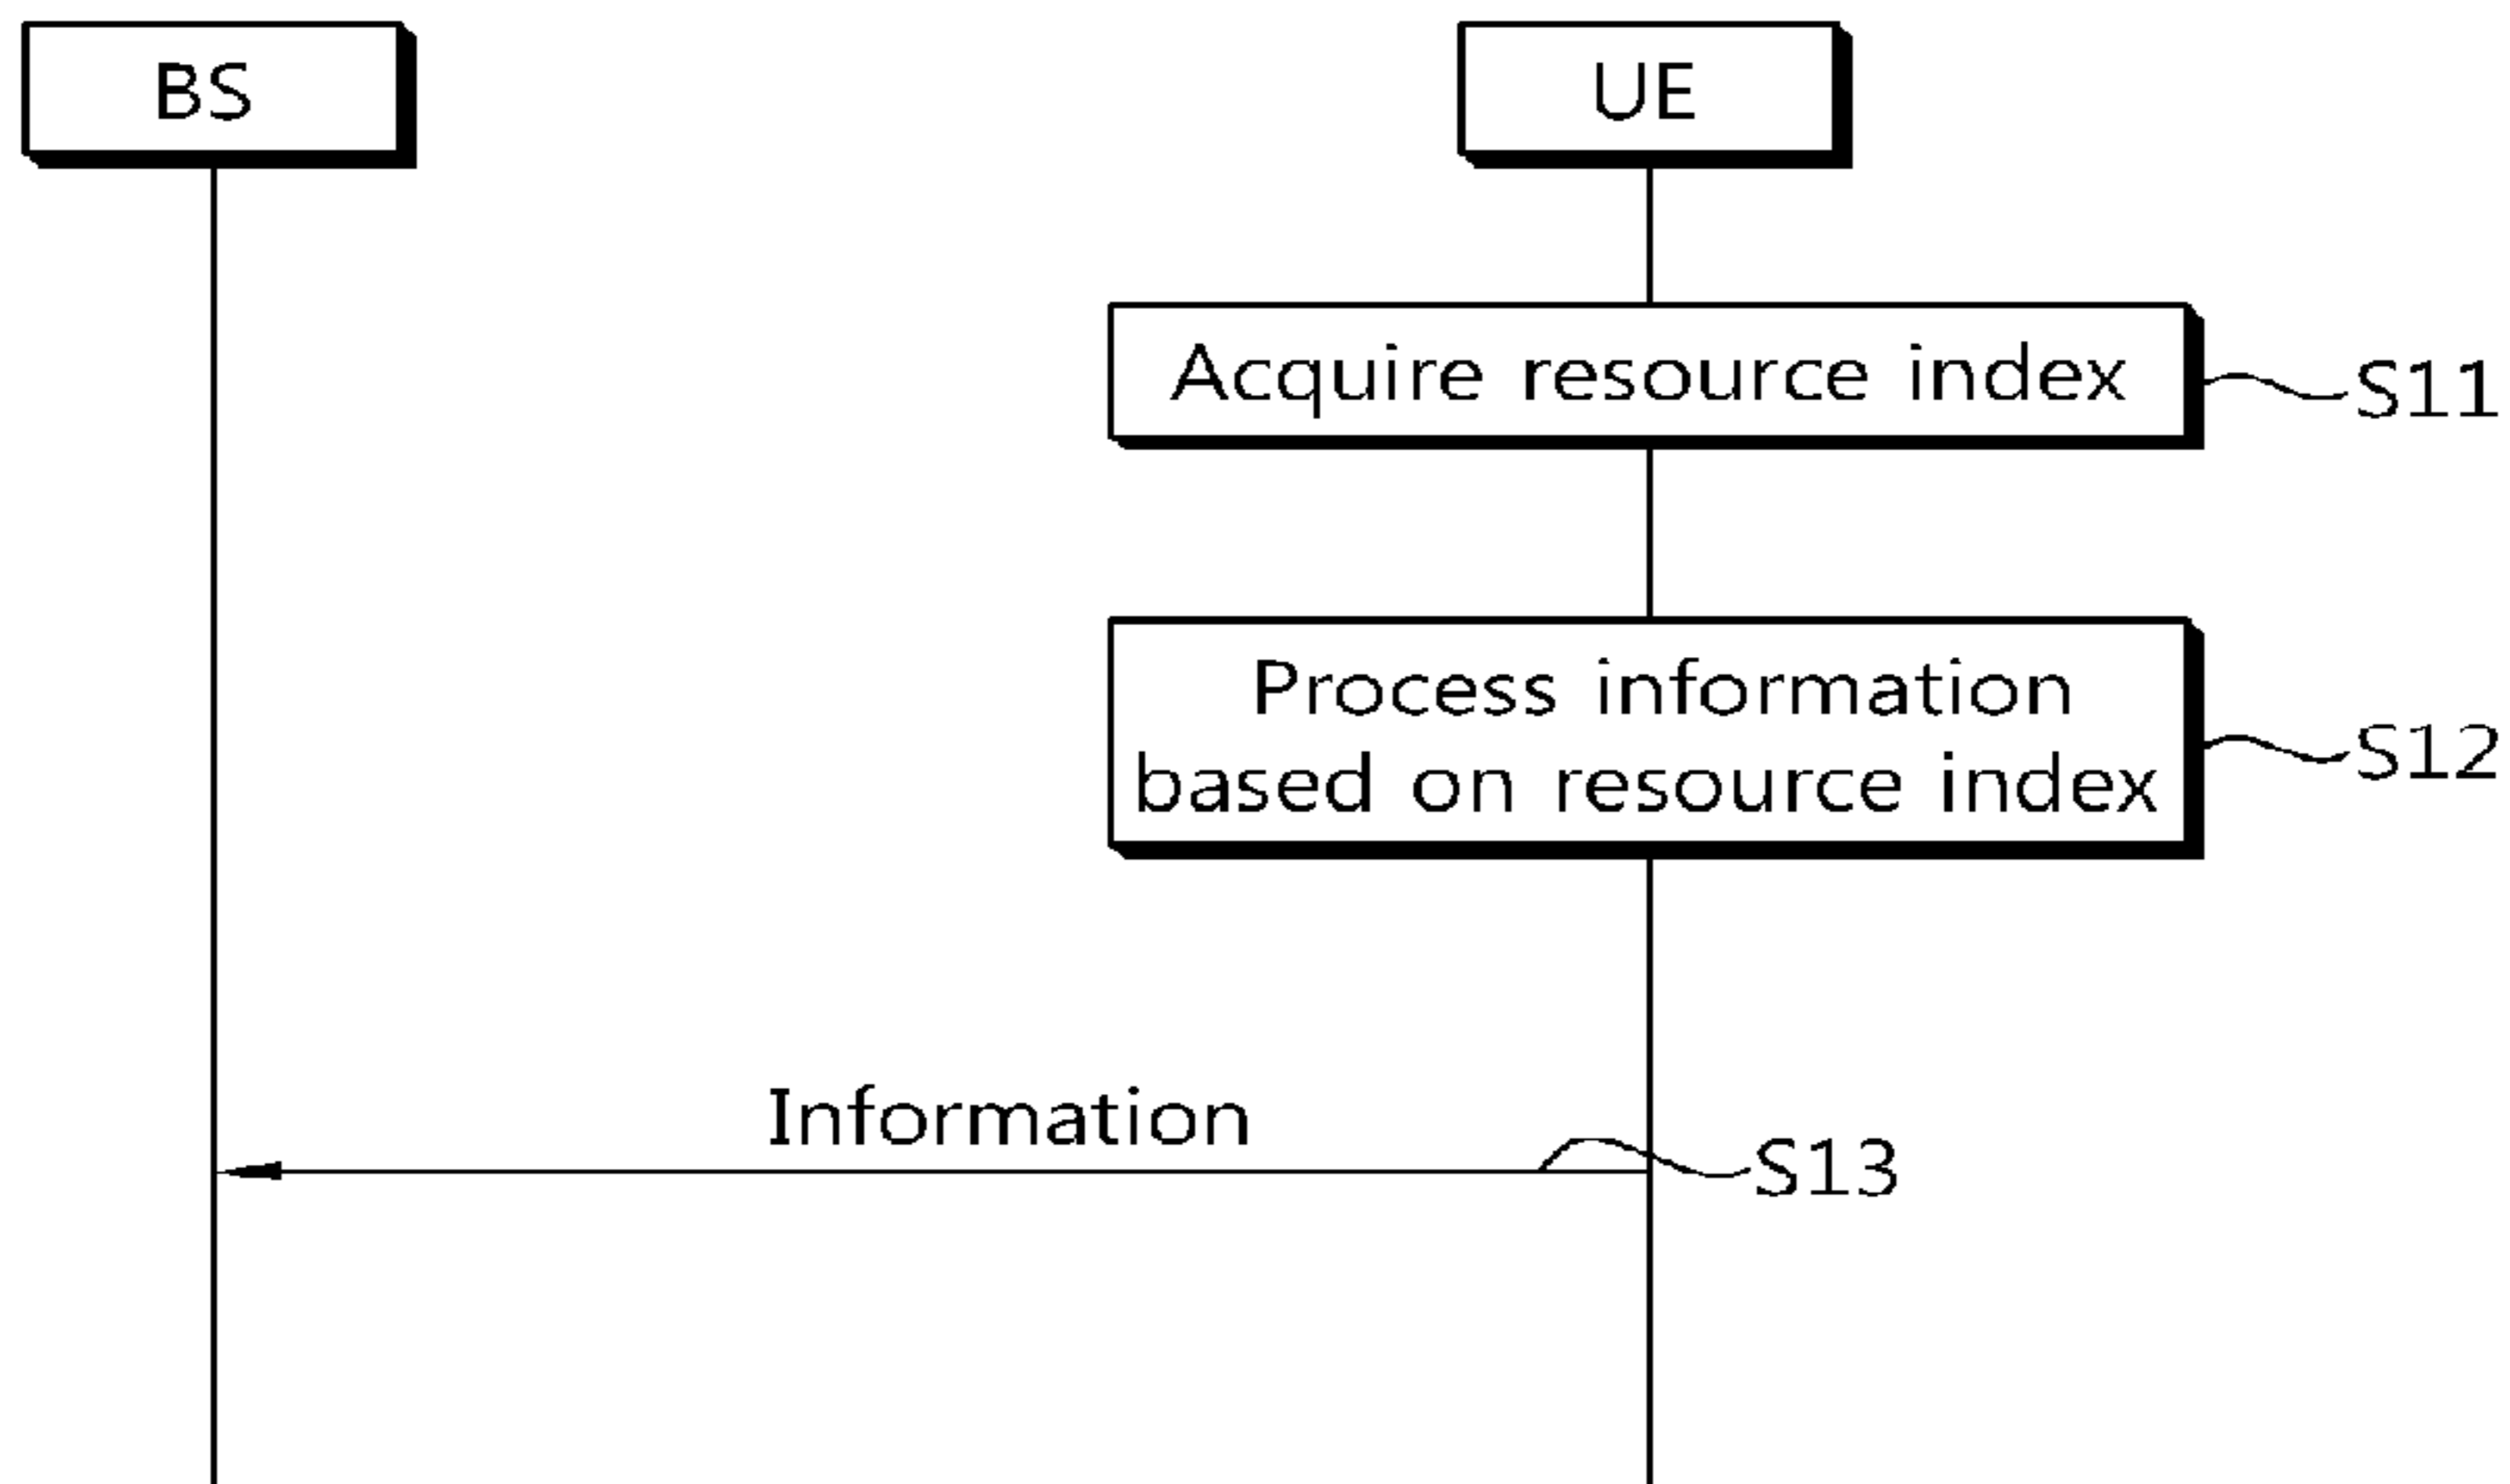 BS
UE
Acquire resource index
S11
Process information
based on resource index
S12
Information
S13